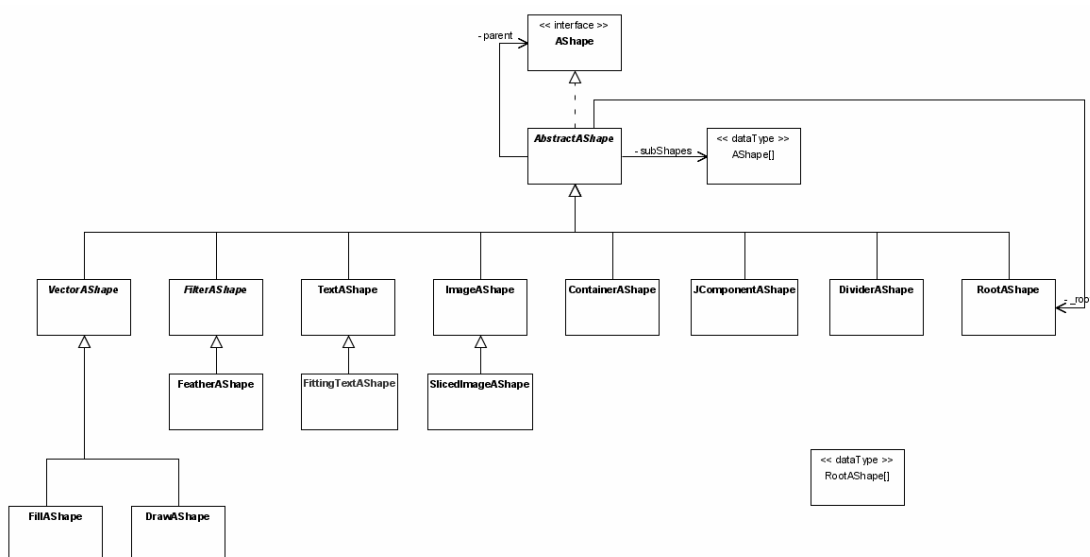 << interface >>
AShape
- parent
AbstractAShape
- subShapes
<< dataType >>
AShape[]
VectorAShape
FilterAShape
TextAShape
ImageAShape
ContainerAShape
JComponentAShape
DividerAShape
RootAShape
- _roo
FeatherAShape
FittingTextAShape
SlicedImageAShape
<< dataType >>
RootAShape[]
FillAShape
DrawAShape